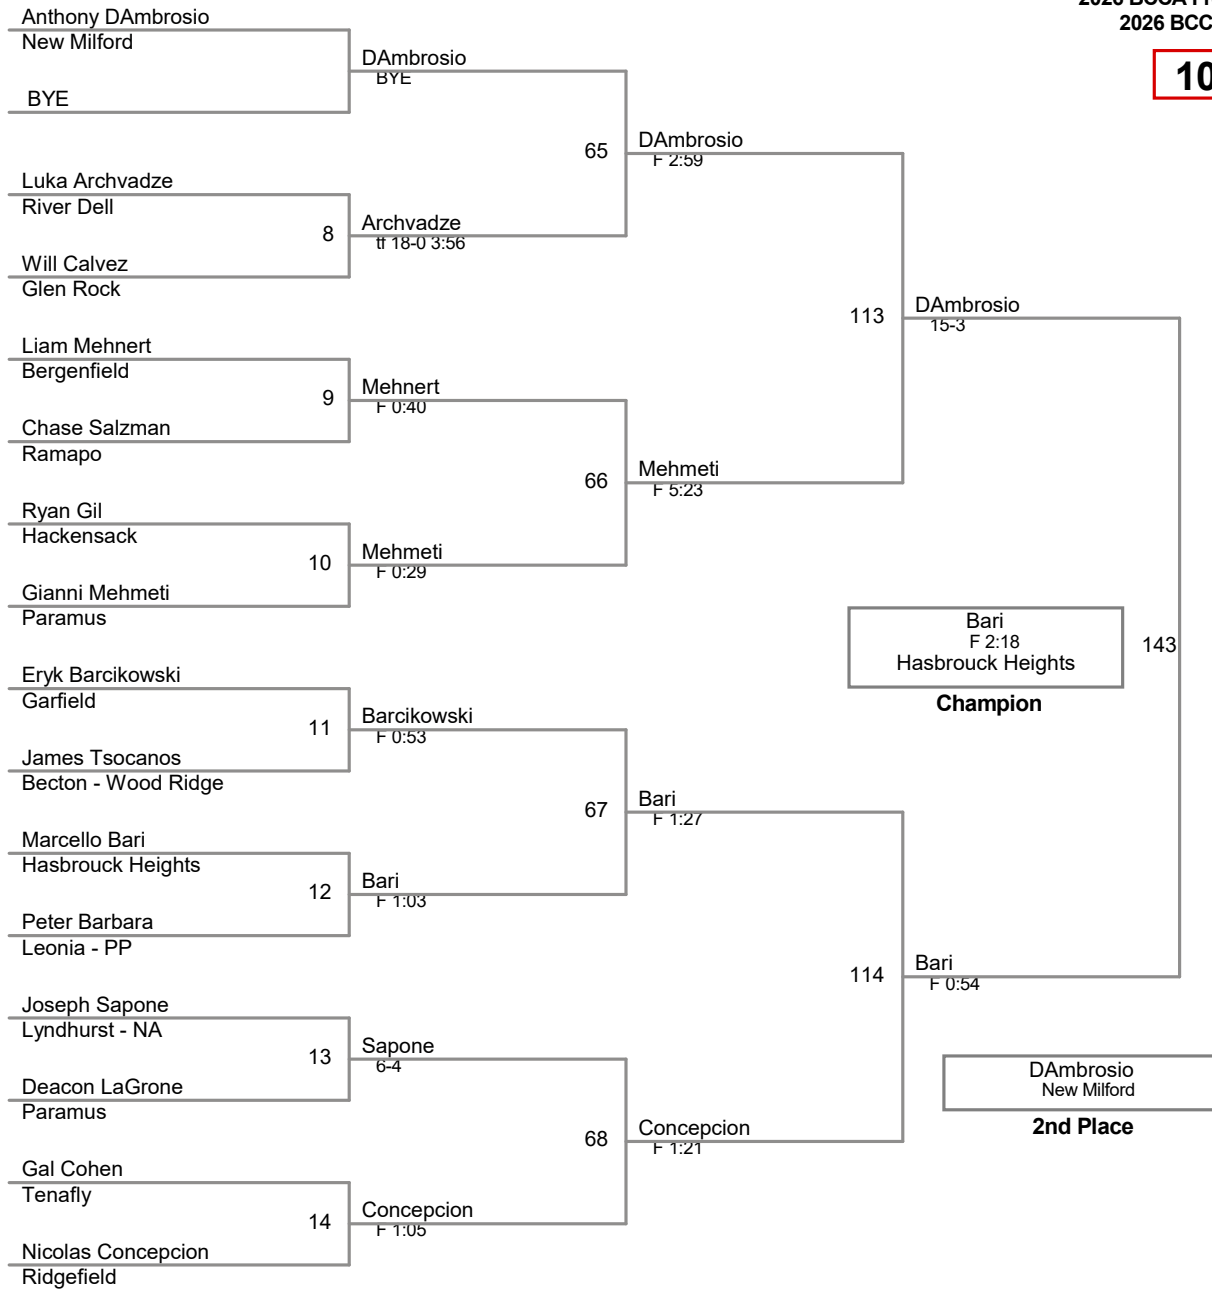 2026 BCC
10
Anthony DAmbrosio
New Milford
BYE
DAmbrosio
BYE
65
DAmbrosio
F 2:59
Luka Archvadze
River Dell
8
Archvadze
tf 18-0 3:56
Will Calvez
Glen Rock
113
DAmbrosio
15-3
Liam Mehnert
Bergenfield
9
Mehnert
F 0:40
Chase Salzman
Ramapo
66
Mehmeti
F 5:23
Ryan Gil
Hackensack
10
Mehmeti
F 0:29
Gianni Mehmeti
Paramus
Bari
F 2:18
Hasbrouck Heights
Champion
143
Eryk Barcikowski
Garfield
11
Barcikowski
F 0:53
James Tsocanos
Becton - Wood Ridge
67
Bari
F 1:27
Marcello Bari
Hasbrouck Heights
12
Bari
F 1:03
Peter Barbara
Leonia - PP
114
Bari
F 0:54
Joseph Sapone
Lyndhurst - NA
13
Sapone
6-4
Deacon LaGrone
Paramus
68
Concepcion
F 1:21
DAmbrosio
New Milford
2nd Place
Gal Cohen
Tenafly
14
Concepcion
F 1:05
Nicolas Concepcion
Ridgefield